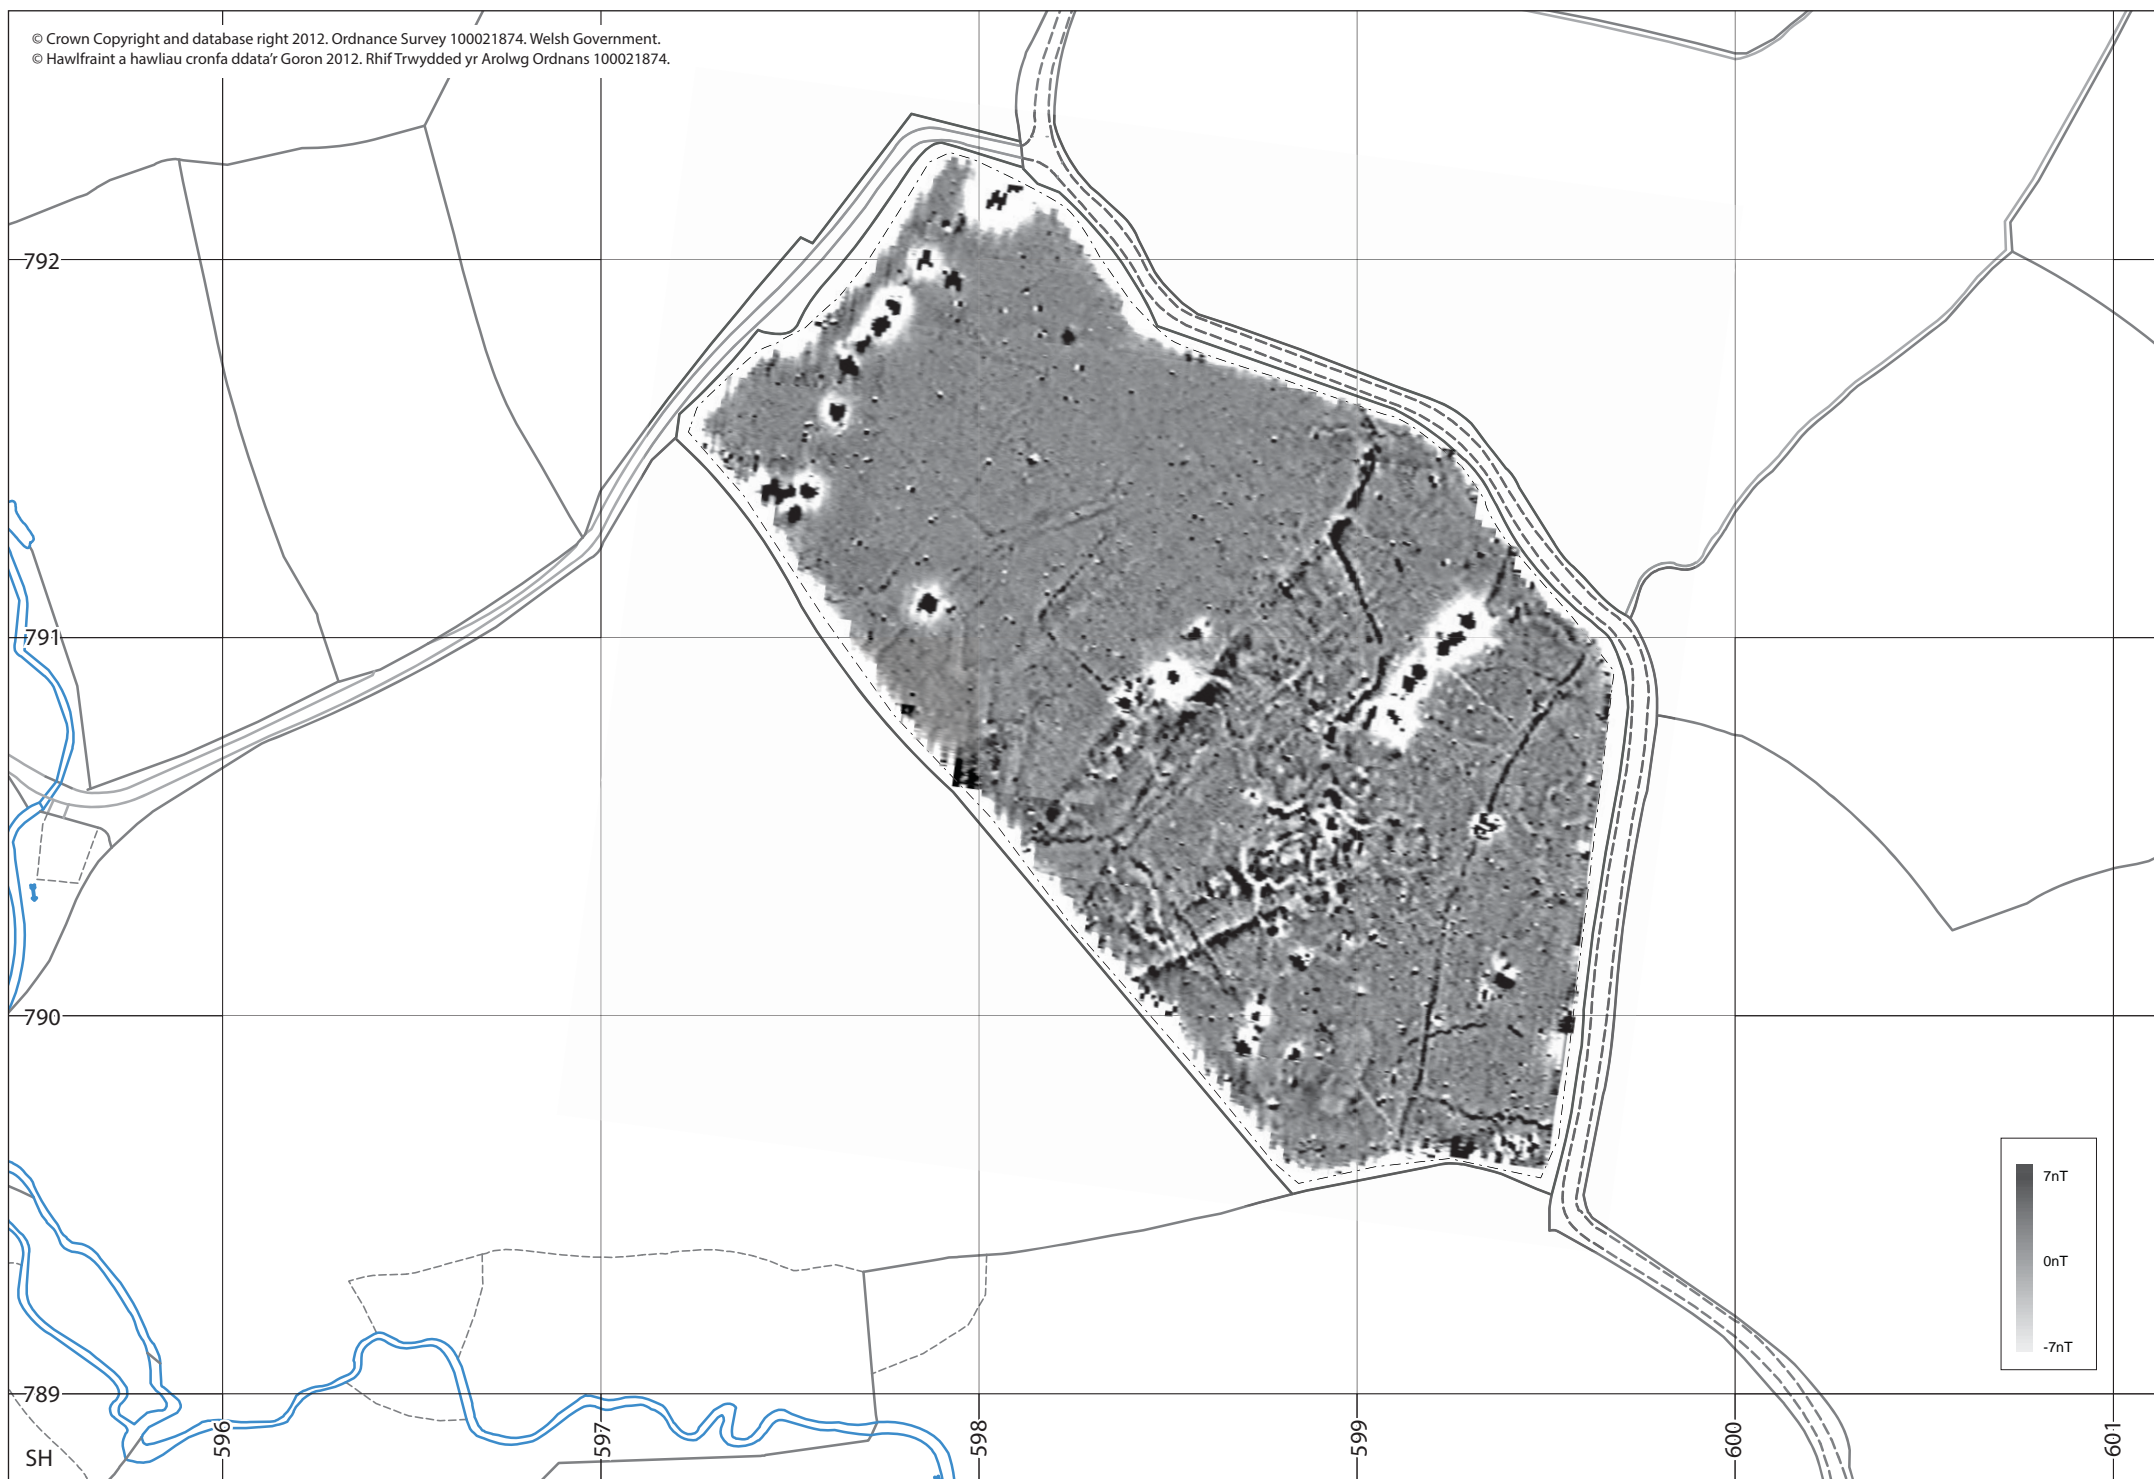 © Crown Copyright and database right 2012. Ordnance Survey 100021874. Welsh Government.
© Hawlfraint a hawliau cronfa ddata'r Goron 2012. Rhif Trwydded yr Arolwg Ordnans 100021874.
792
791
790
789
7nT
0nT
-7nT
SH
596
597
598
599
600
601